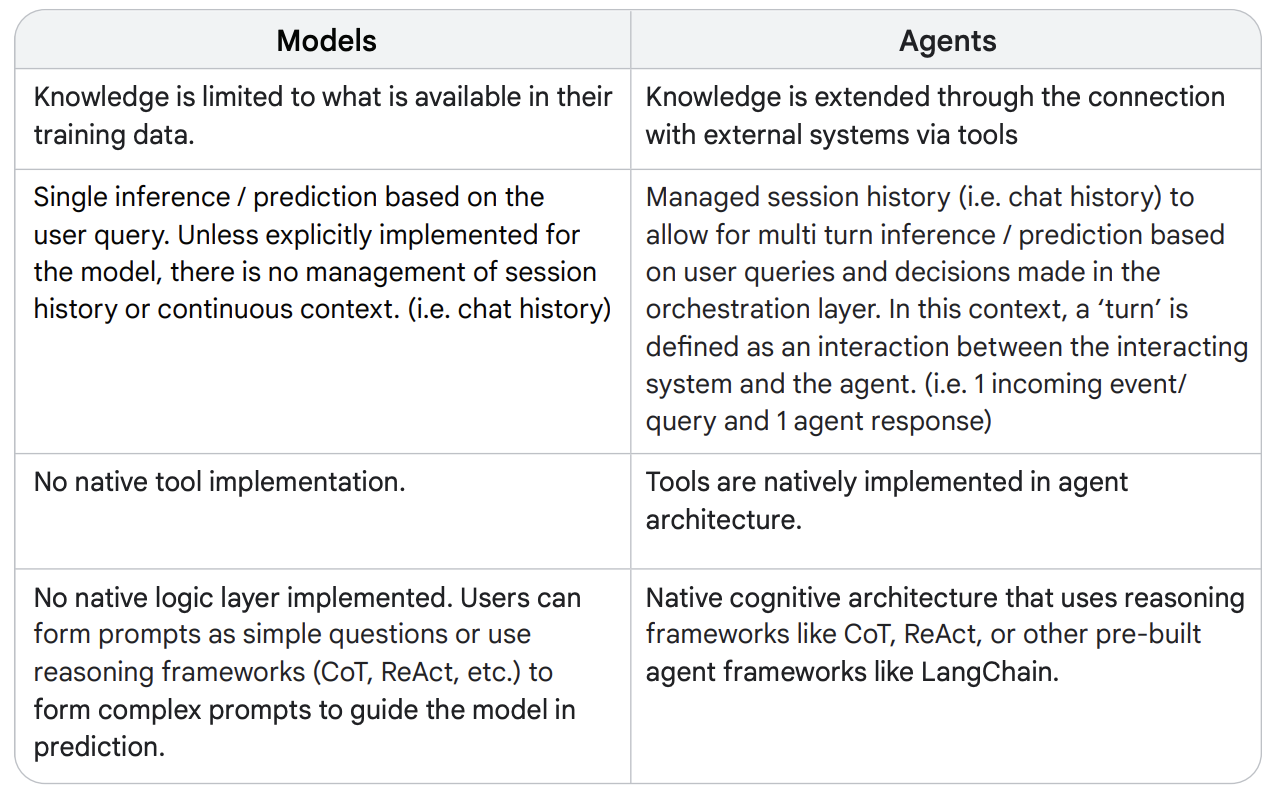 Models
Agents
Knowledge is limited to what is available in their
training data.
Knowledge is extended through the connection
with external systems via tools
Single inference / prediction based on the
user query. Unless explicitly implemented for
the model, there is no management of session
history or continuous context. (i.e. chat history)
Managed session history (i.e. chat history) to
allow for multi turn inference / prediction based
on user queries and decisions made in the
orchestration layer. In this context, a ‘turn’ is
defined as an interaction between the interacting
system and the agent. (i.e. 1 incoming event/
query and 1 agent response)
No native tool implementation.
Tools are natively implemented in agent
architecture.
No native logic layer implemented. Users can
form prompts as simple questions or use
reasoning frameworks (CoT, ReAct, etc.) to
form complex prompts to guide the model in
prediction.
Native cognitive architecture that uses reasoning
frameworks like CoT, ReAct, or other pre-built
agent frameworks like LangChain.